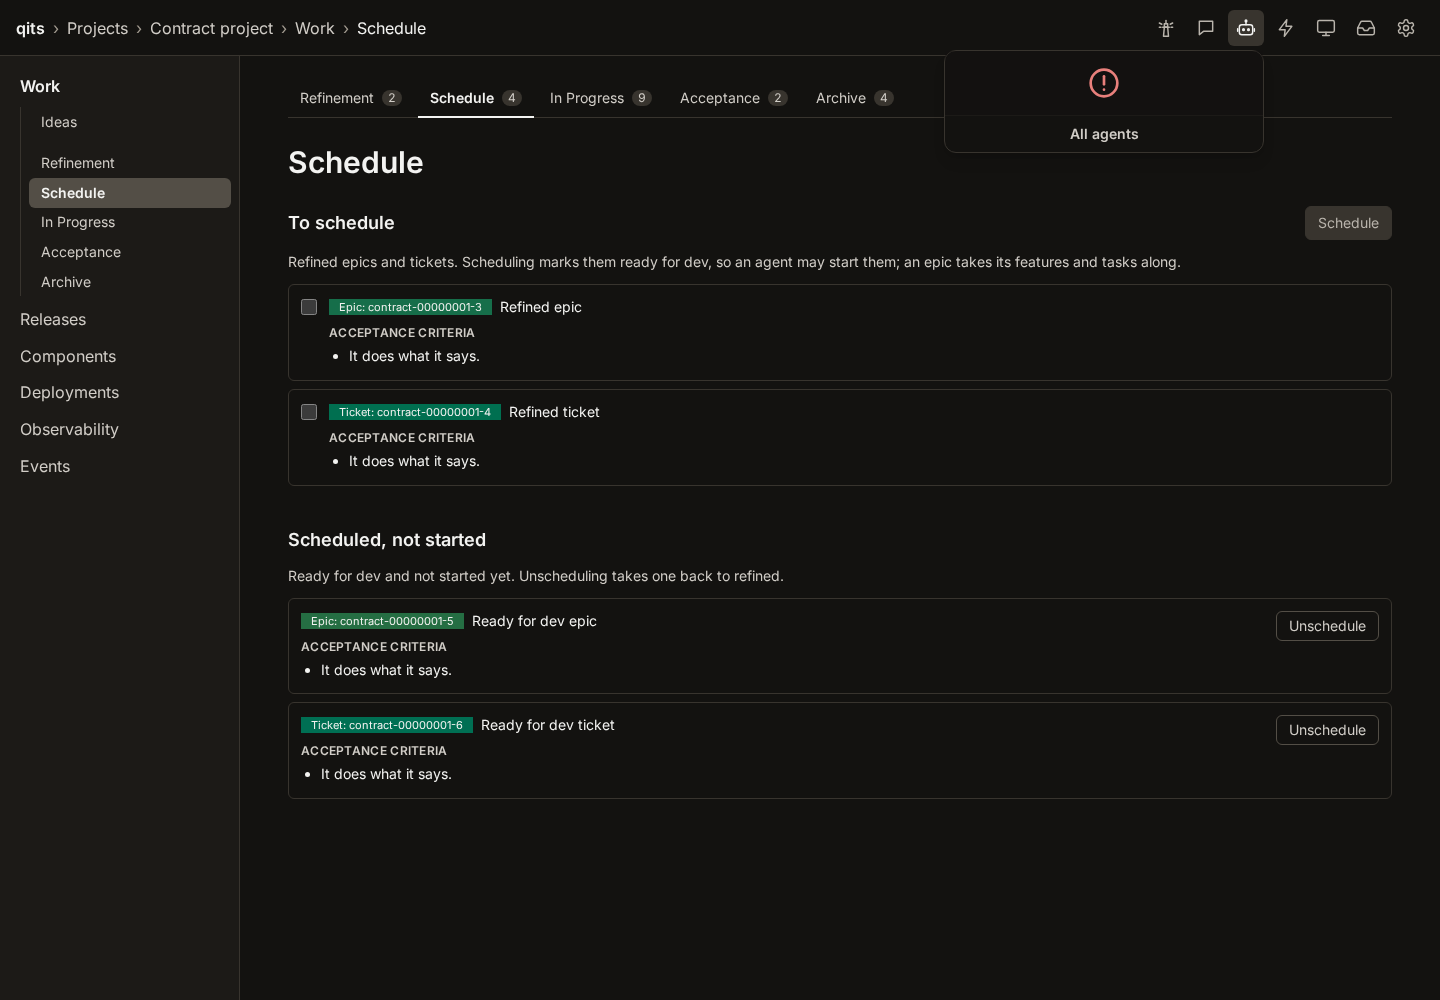 qits › Projects › Contract project › Work › Schedule
Work
Ideas
Refinement
Schedule
In Progress
Acceptance
Archive
Releases
Components
Deployments
Observability
Events
Refinement 2 Schedule 4 In Progress 9 Acceptance 2 Archive 4
All agents
Schedule
To schedule
Schedule
Refined epics and tickets. Scheduling marks them ready for dev, so an agent may start them; an epic takes its features and tasks along.
Epic: contract-00000001-3 Refined epic
ACCEPTANCE CRITERIA
• It does what it says.
Ticket: contract-00000001-4 Refined ticket
ACCEPTANCE CRITERIA
• It does what it says.
Scheduled, not started
Ready for dev and not started yet. Unscheduling takes one back to refined.
Epic: contract-00000001-5 Ready for dev epic
Unschedule
ACCEPTANCE CRITERIA
• It does what it says.
Ticket: contract-00000001-6 Ready for dev ticket
Unschedule
ACCEPTANCE CRITERIA
• It does what it says.